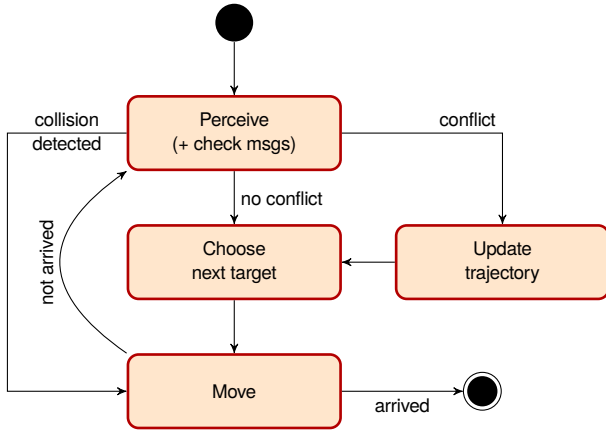 collision
detected
Perceive
(+ check msgs)
conflict
no conflict
not arrived
Choose
next target
Update
trajectory
Move
arrived